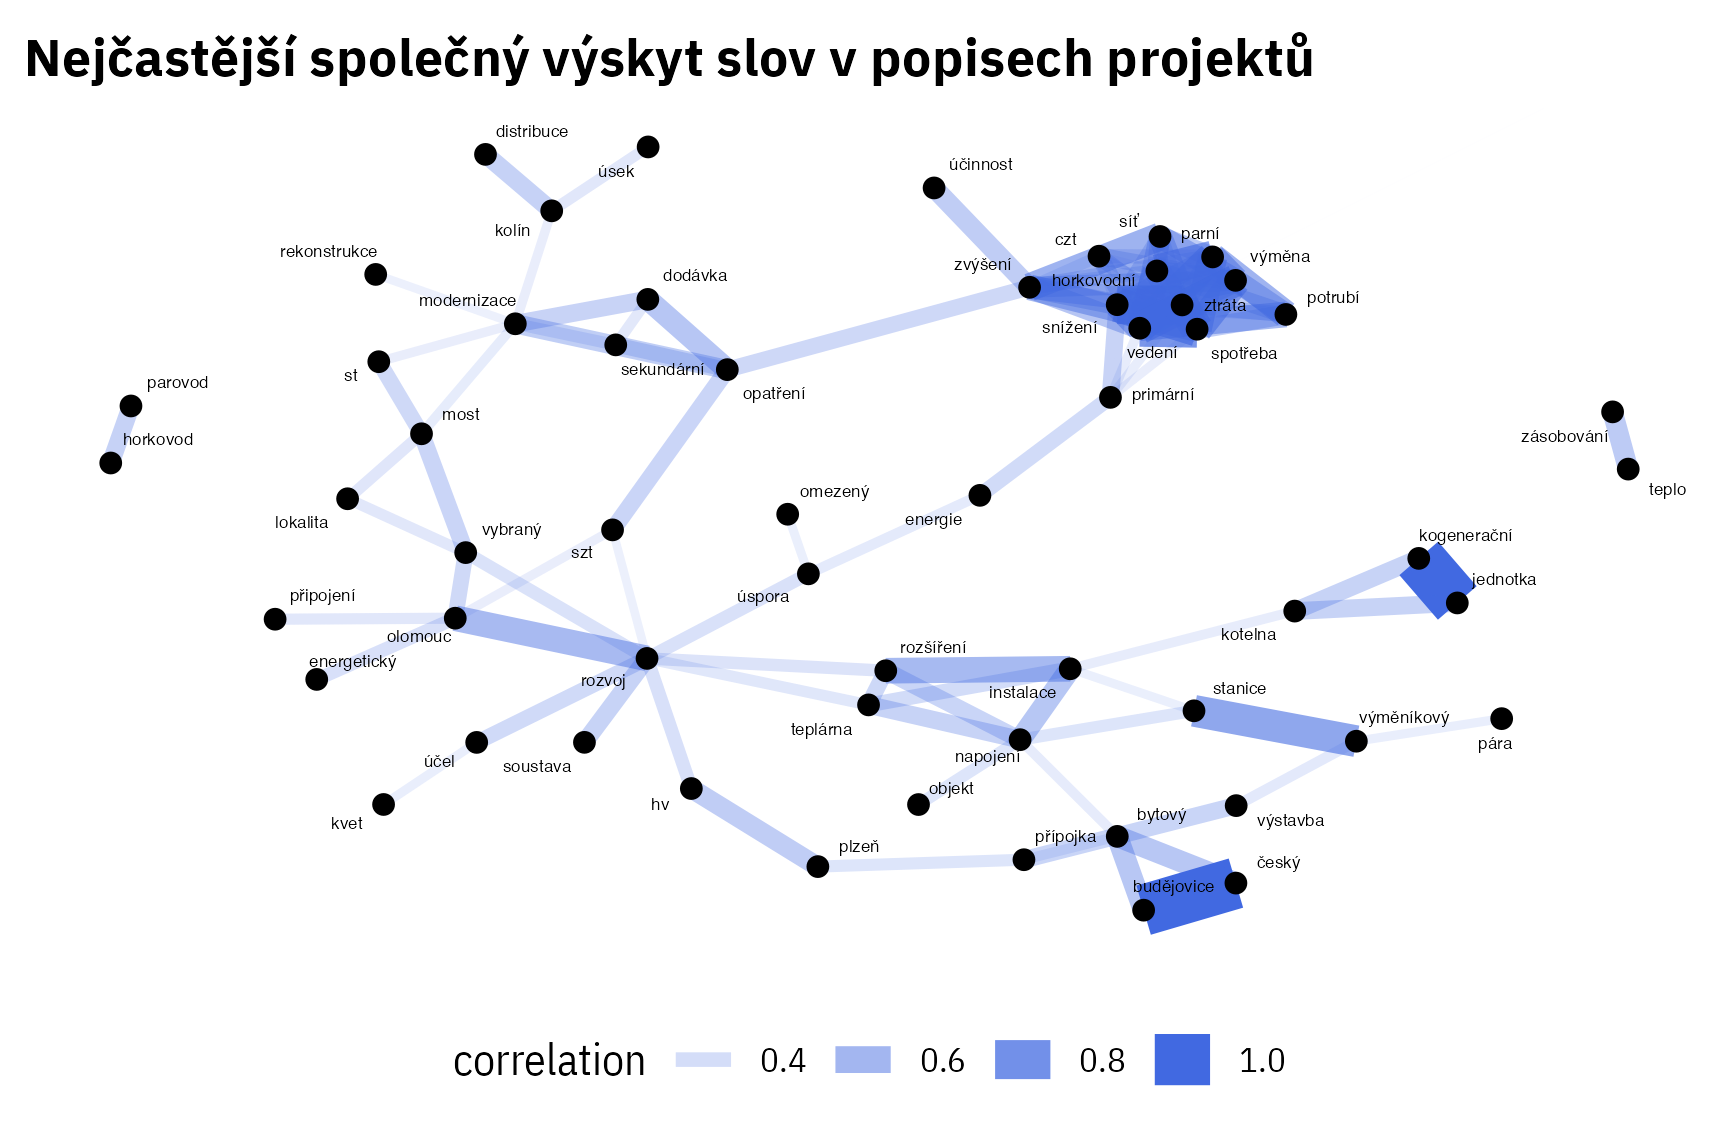 Nejčastější společný výskyt slov v popisech projektů
distribuce
úsek
účinnost
kolín
síť
parní
czt
rekonstrukce
zvýšení
výměna
dodávka
horkovodní
modernizace
potrubí
ztráta
snížení
vedení
spotřeba
st
sekundární
parovod
opatření
primární
most
horkovod
zásobování
omezený
teplo
lokalita
energie
vybraný
szt
kogenerační
jednotka
připojení
úspora
olomouc
kotelna
rozšíření
energetický
rozvoj
instalace
stanice
teplárna
výměníkový
pára
napojení
účel
soustava
objekt
hv
kvet
bytový
výstavba
přípojka
plzeň
český
budějovice
correlation 0.4 0.6 0.8 1.0